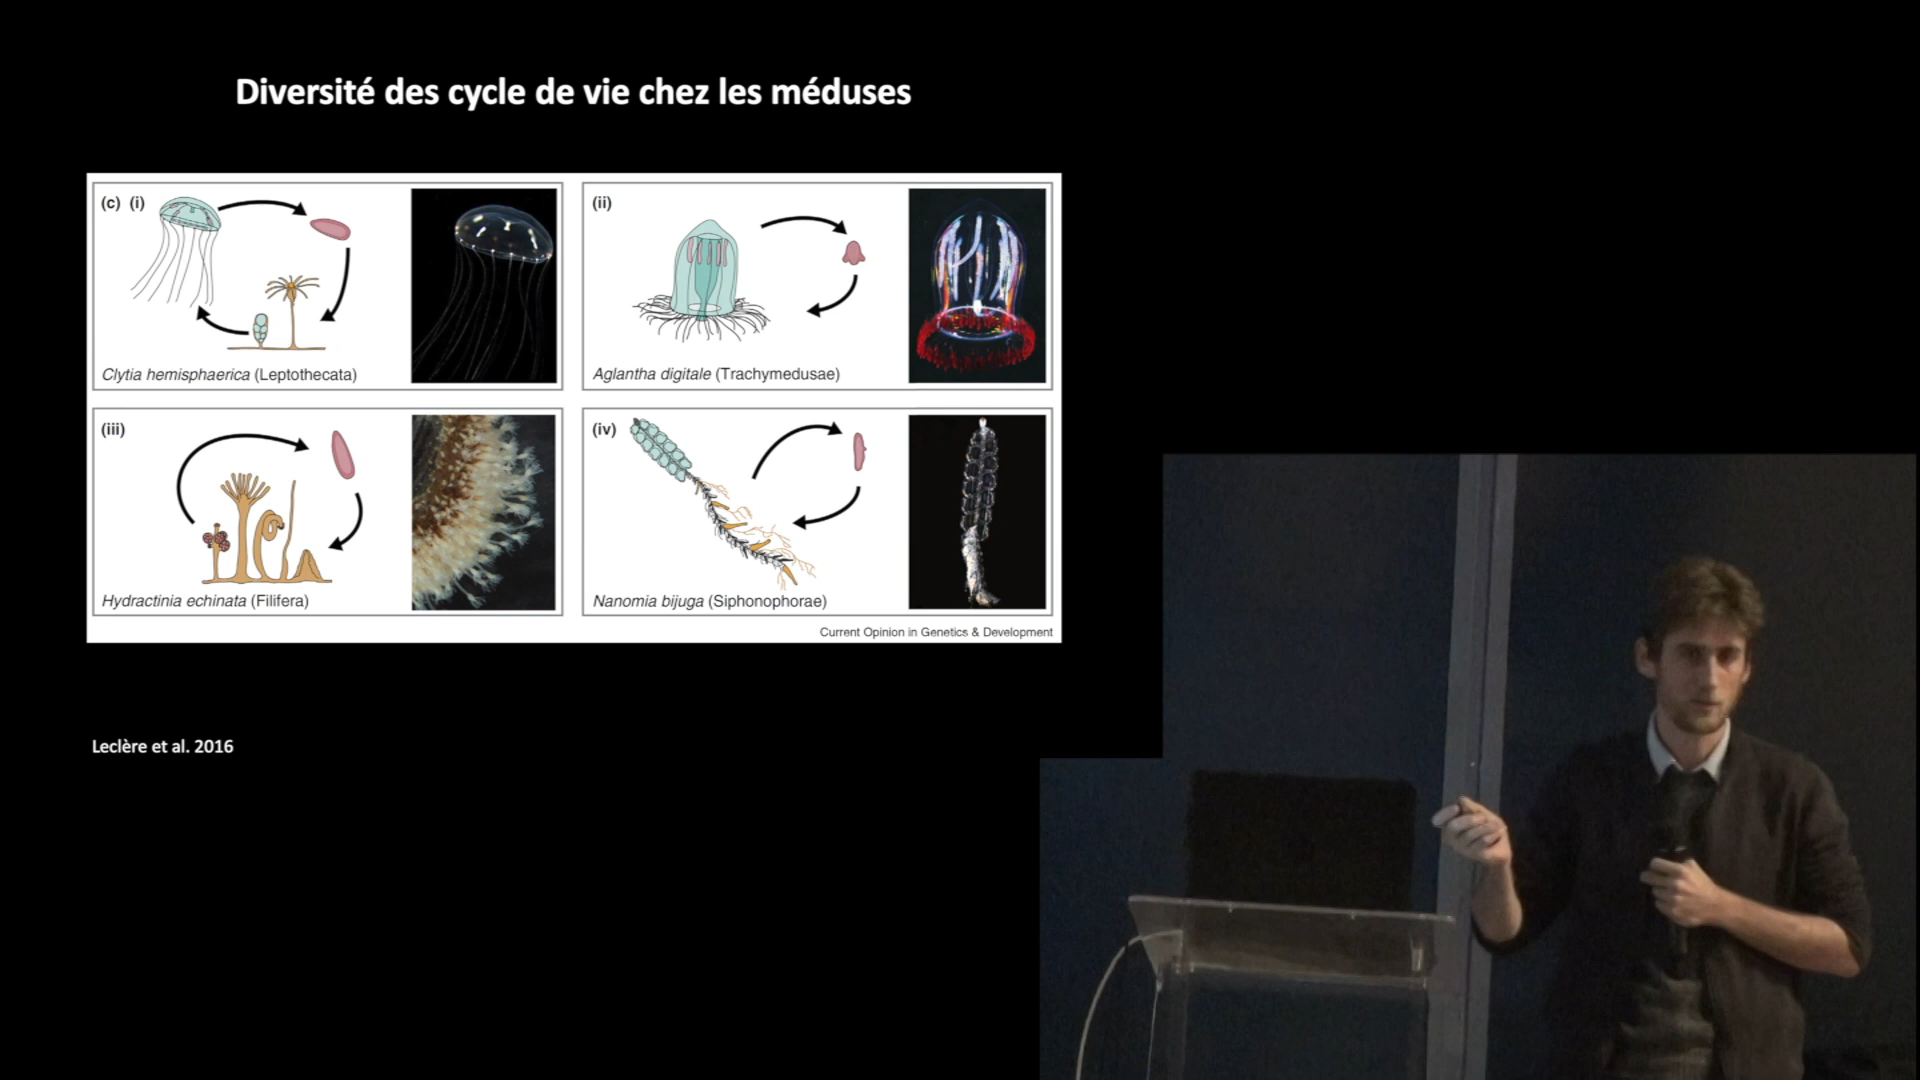 Diversité des cycle de vie chez les méduses
(c) (i)
Clytia hemisphaerica (Leptothecata)
(ii)
Aglantha digitale (Trachymedusae)
(iii)
Hydractinia echinata (Filifera)
(iv)
Nanomia bijuga (Siphonophorae)
Current Opinion in Genetics & Development
Leclère et al. 2016